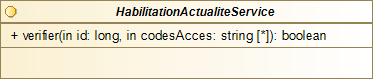 HabilitationActualiteService
+ verifier(in id: long, in codesAcces: string [*]): boolean